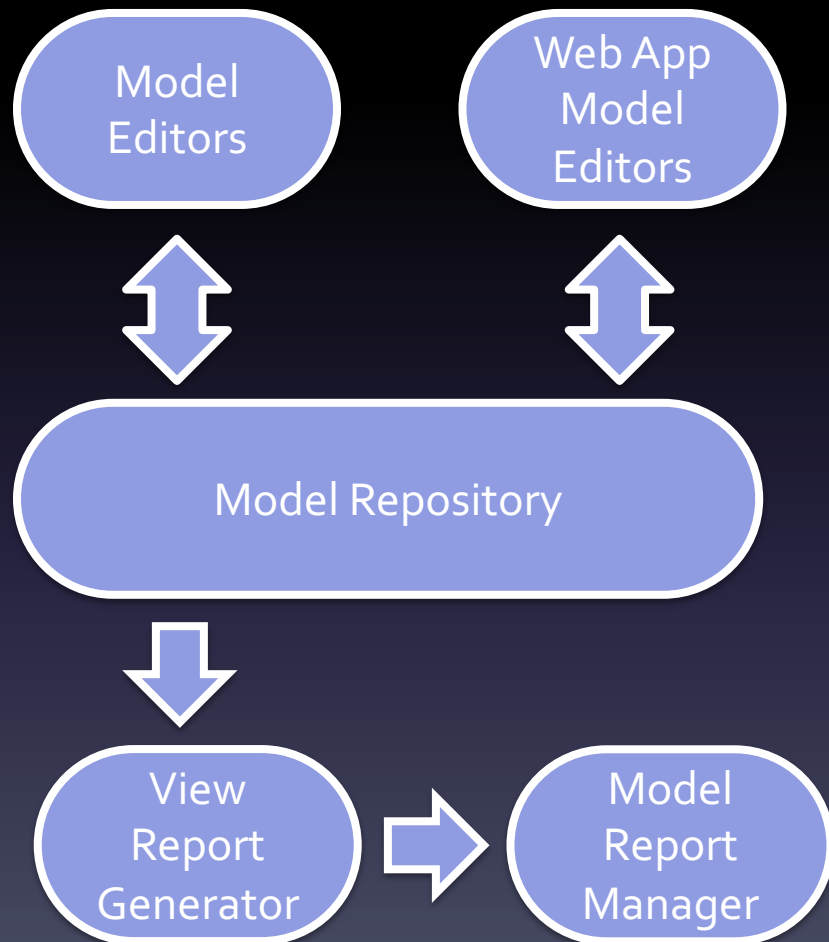 Model
Editors
Web App
Model
Editors
Model Repository
View
Report
Generator
Model
Report
Manager